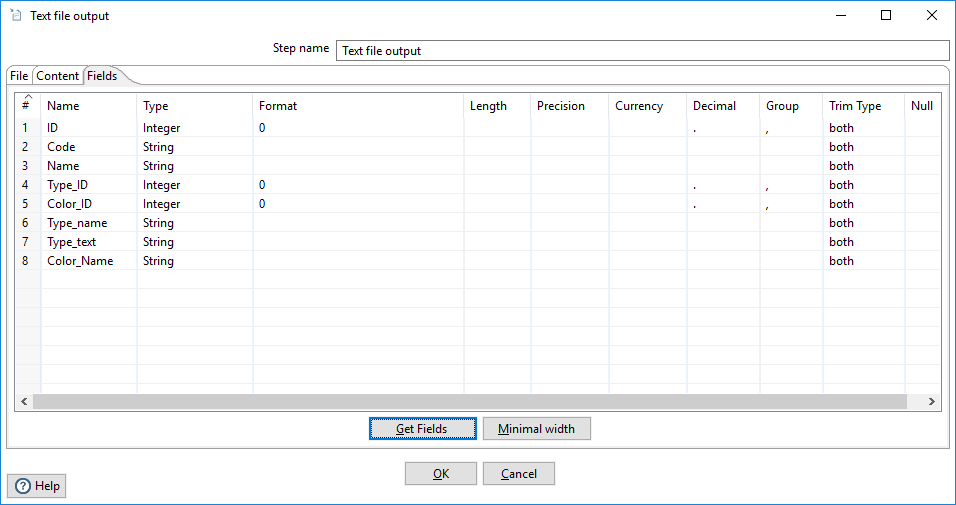 Text file output
Step name Text file output
File Content Fields
# Name Type Format Length Precision Currency Decimal Group Trim Type Null
1 ID Integer 0 . , both
2 Code String both
3 Name String both
4 Type_ID Integer 0 . , both
5 Color_ID Integer 0 . , both
6 Type_name String both
7 Type_text String both
8 Color_Name String both
Get Fields Minimal width
OK Cancel
? Help